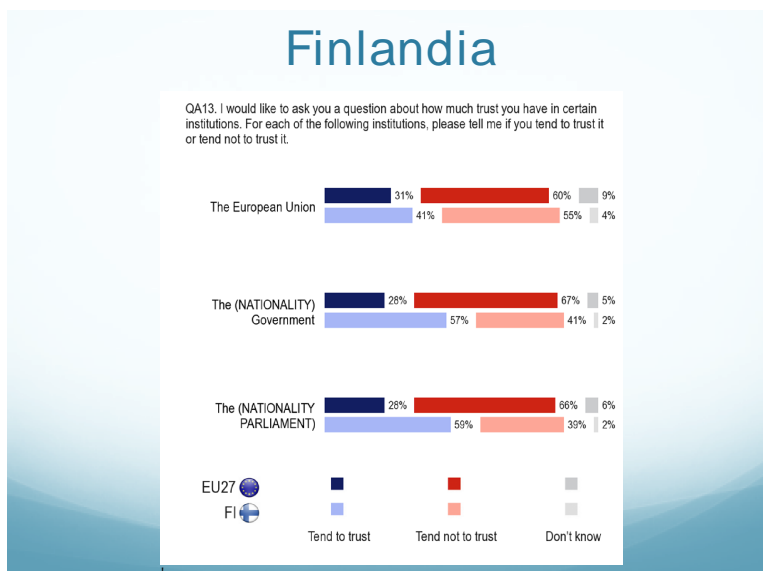 Finlandia
QA13. I would like to ask you a question about how much trust you have in certain
institutions. For each of the following institutions, please tell me if you tend to trust it
or tend not to trust it.
The European Union
31% 60% 9%
41% 55% 4%
The (NATIONALITY)
Government
28% 67% 5%
57% 41% 2%
The (NATIONALITY
PARLIAMENT)
28% 66% 6%
59% 39% 2%
EU27
FI
Tend to trust Tend not to trust Don't know